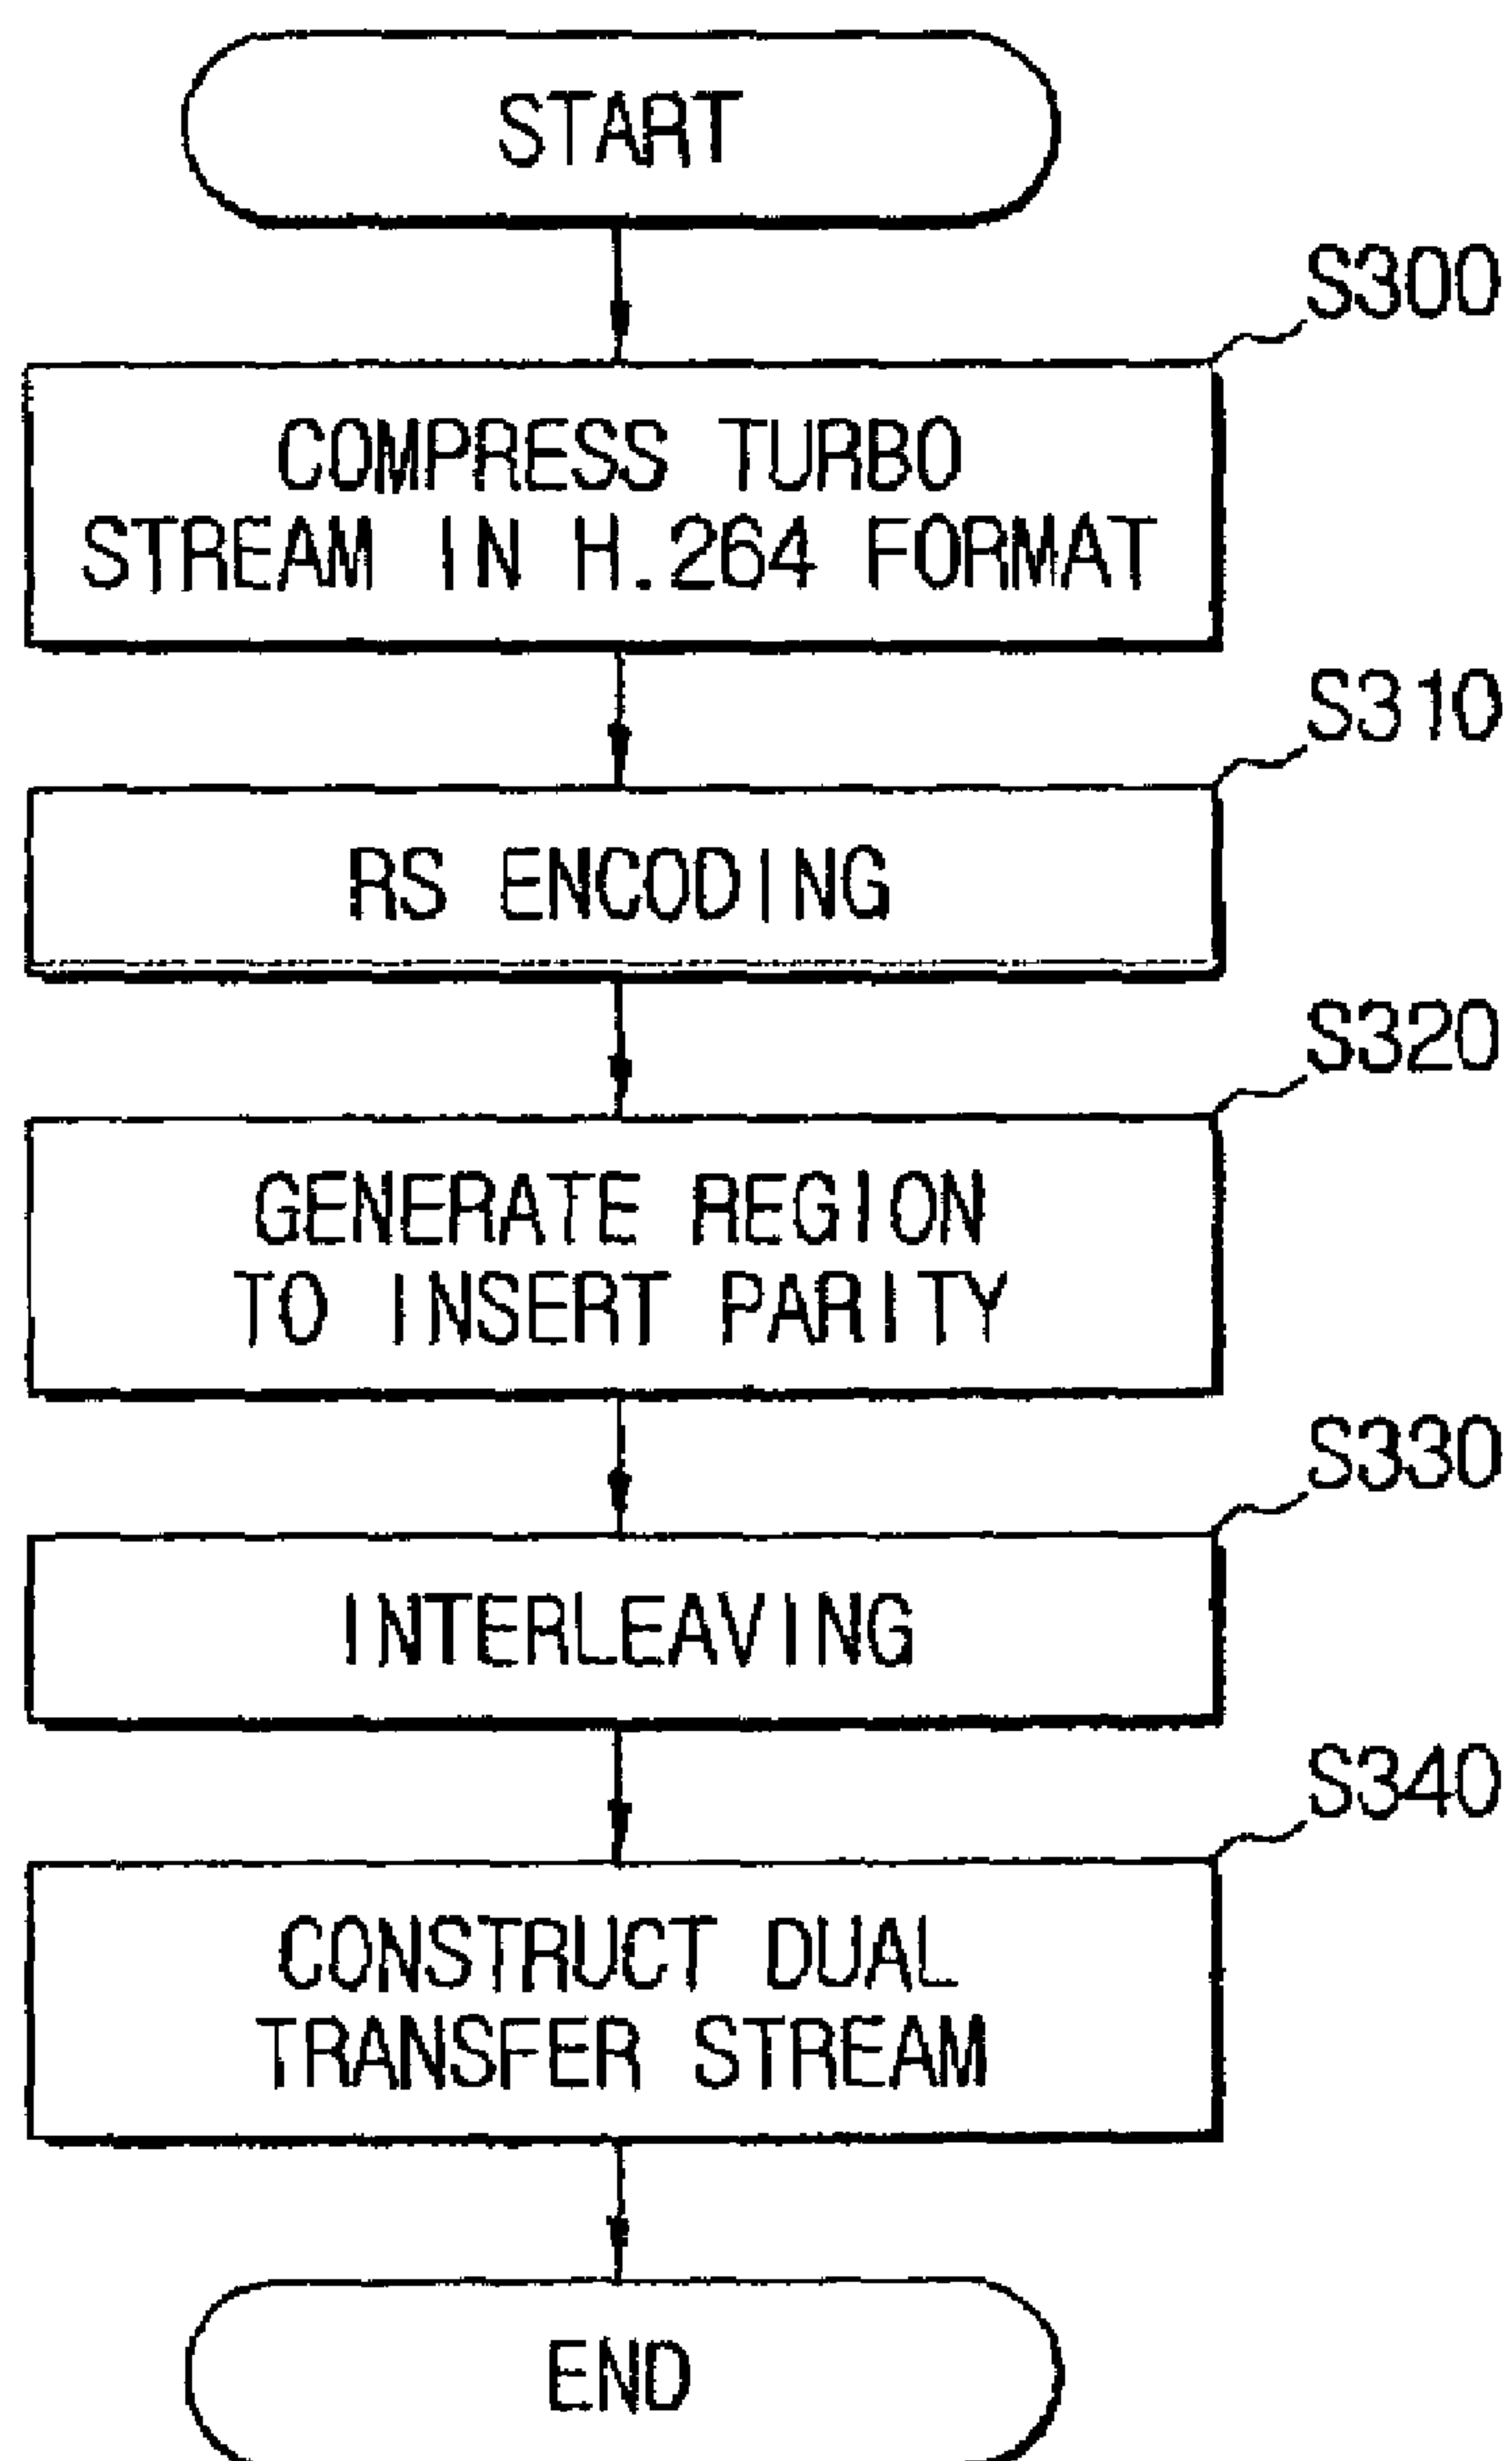 START
S300
COMPRESS TURBO
STREAM IN H.264 FORMAT
S310
RS ENCODING
S320
GENERATE REGION
TO INSERT PARITY
S330
INTERLEAVING
S340
CONSTRUCT DUAL
TRANSFER STREAM
END